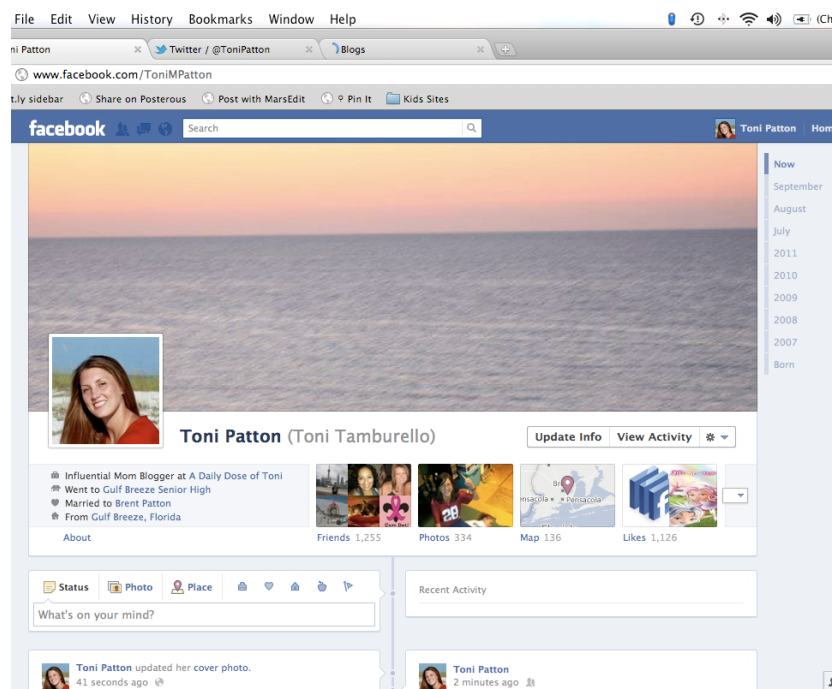 File Edit View History Bookmarks Window Help
ni Patton Twitter / @ToniPatton Blogs
www.facebook.com/ToniMPatton
t.ly sidebar Share on Posterous Post with MarsEdit Pin It Kids Sites
facebook Search Toni Patton Hom
Now
September
August
July
2011
2010
2009
2008
2007
Born
Toni Patton (Toni Tamburello) Update Info View Activity
Influential Mom Blogger at A Daily Dose of Toni
Went to Gulf Breeze Senior High
Married to Brent Patton
From Gulf Breeze, Florida
ensacola Pensacola
28
About Friends 1,255 Photos 334 Map 136 Likes 1,126
Status Photo Place
What's on your mind?
Recent Activity
Toni Patton updated her cover photo.
41 seconds ago
Toni Patton
2 minutes ago